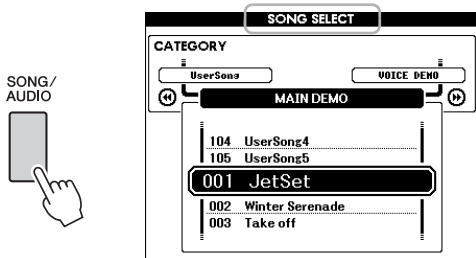 SONG SELECT
CATEGORY
UserSong
VOICE DEMO
MAIN DEMO
SONG/
AUDIO
104 UserSong4
105 UserSong5
001 JetSet
002 Winter Serenade
003 Take off